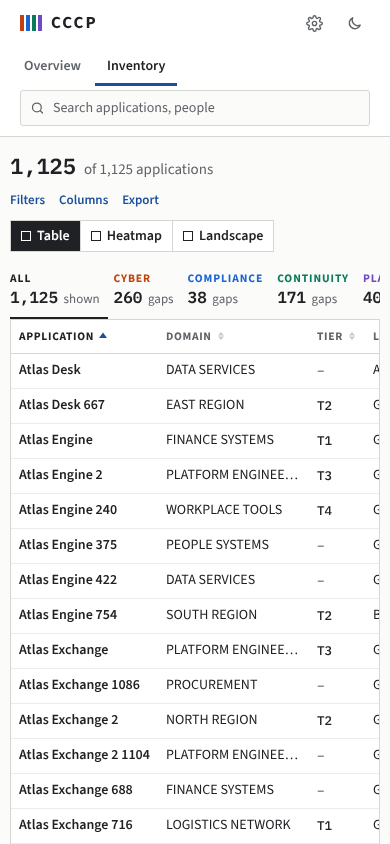 CCCP
Overview Inventory
Search applications, people
1,125 of 1,125 applications
Filters Columns Export
Table Heatmap Landscape
ALL CYBER COMPLIANCE CONTINUITY
1,125 shown 260 gaps 38 gaps 171 gaps
APPLICATION DOMAIN TIER
Atlas Desk DATA SERVICES –
Atlas Desk 667 EAST REGION T2
Atlas Engine FINANCE SYSTEMS T1
Atlas Engine 2 PLATFORM ENGINEE... T3
Atlas Engine 240 WORKPLACE TOOLS T4
Atlas Engine 375 PEOPLE SYSTEMS –
Atlas Engine 422 DATA SERVICES –
Atlas Engine 754 SOUTH REGION T2
Atlas Exchange PLATFORM ENGINEE... T3
Atlas Exchange 1086 PROCUREMENT –
Atlas Exchange 2 NORTH REGION T2
Atlas Exchange 2 1104 PLATFORM ENGINEE... –
Atlas Exchange 688 FINANCE SYSTEMS –
Atlas Exchange 716 LOGISTICS NETWORK T1